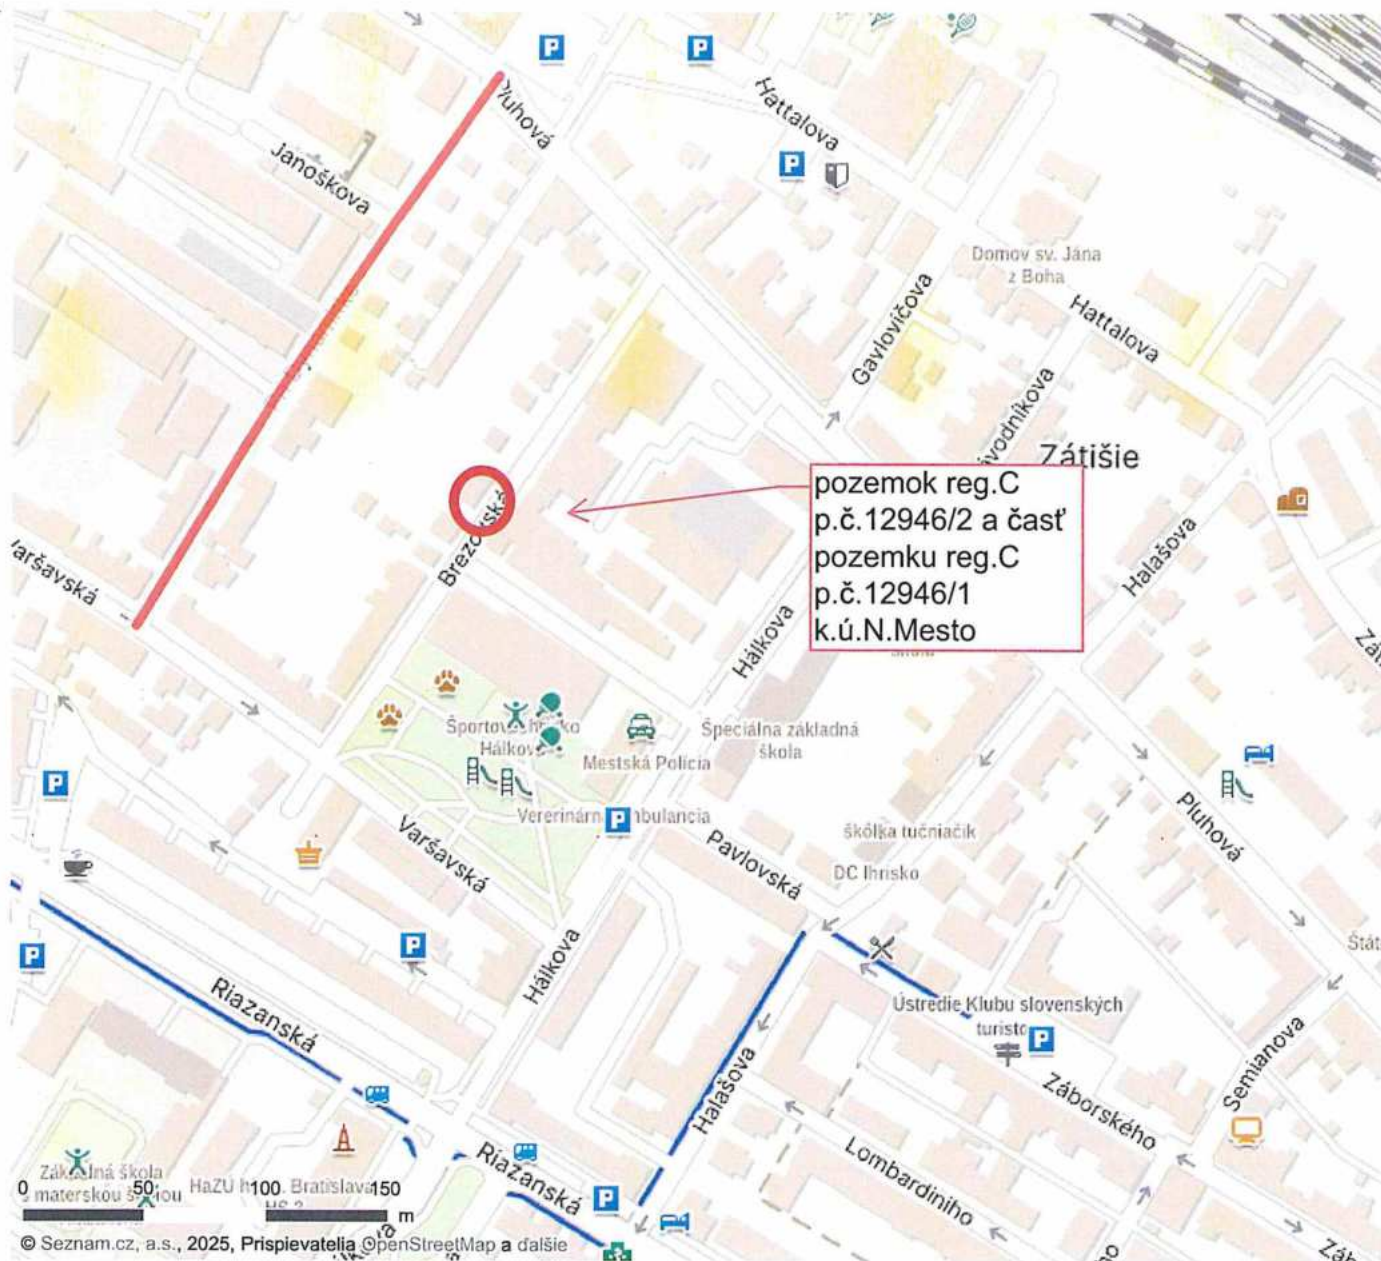 Pluhová
Hattalova
Janoškova
Domov sv. Jána
z Boha
Gavlovičova
Hattalova
Zátišie
pozemok reg.C
p.č.12946/2 a časť
pozemku reg.C
p.č.12946/1
k.ú.N.Mesto
Varšavská
Halašova
Hálkova
Hálkova
Mestská Polícia
Špeciálna základná
škola
Varšavská
Pavlovská
Pluhová
škôlka tučniačik
DC Ihrisko
Hálkova
Riazanská
Ústredie Klubu slovenských
Halašova
Záborského
Semianova
Lombardiniho
Riazanská
0 50 100 150 m
© Seznam.cz, a.s., 2025, Prispievatelia OpenStreetMap a ďalšie